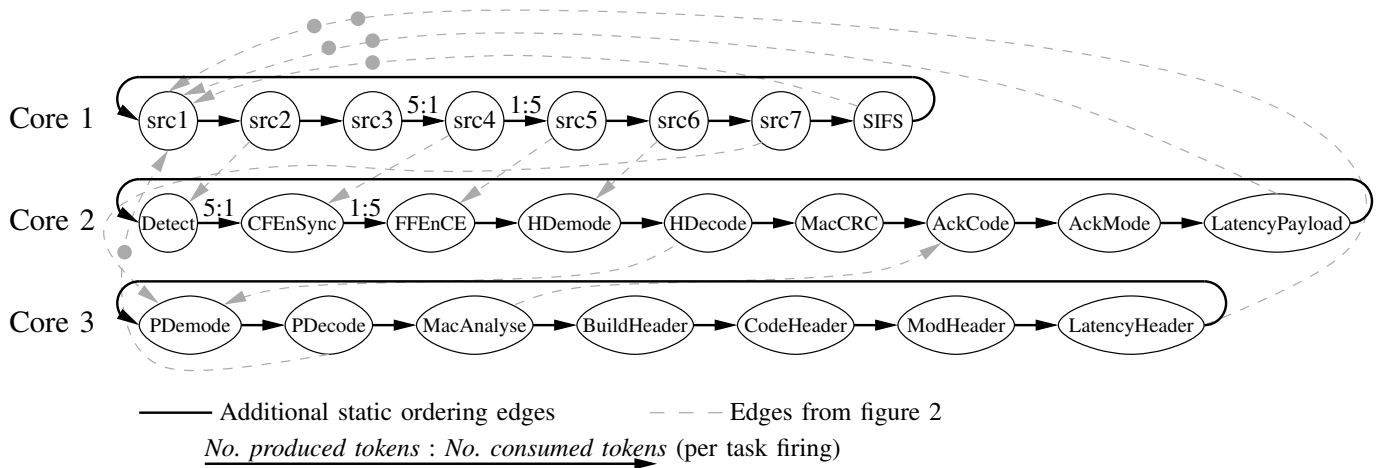 5:1 1:5
Core 1 src1 src2 src3 src4 src5 src6 src7 SIFS
5:1 1:5
Core 2 Detect CFEnSync FFEnCE HDemode HDecode MacCRC AckCode AckMode LatencyPayload
Core 3 PDemode PDecode MacAnalyse BuildHeader CodeHeader ModHeader LatencyHeader
Additional static ordering edges Edges from figure 2
No. produced tokens : No. consumed tokens (per task firing)